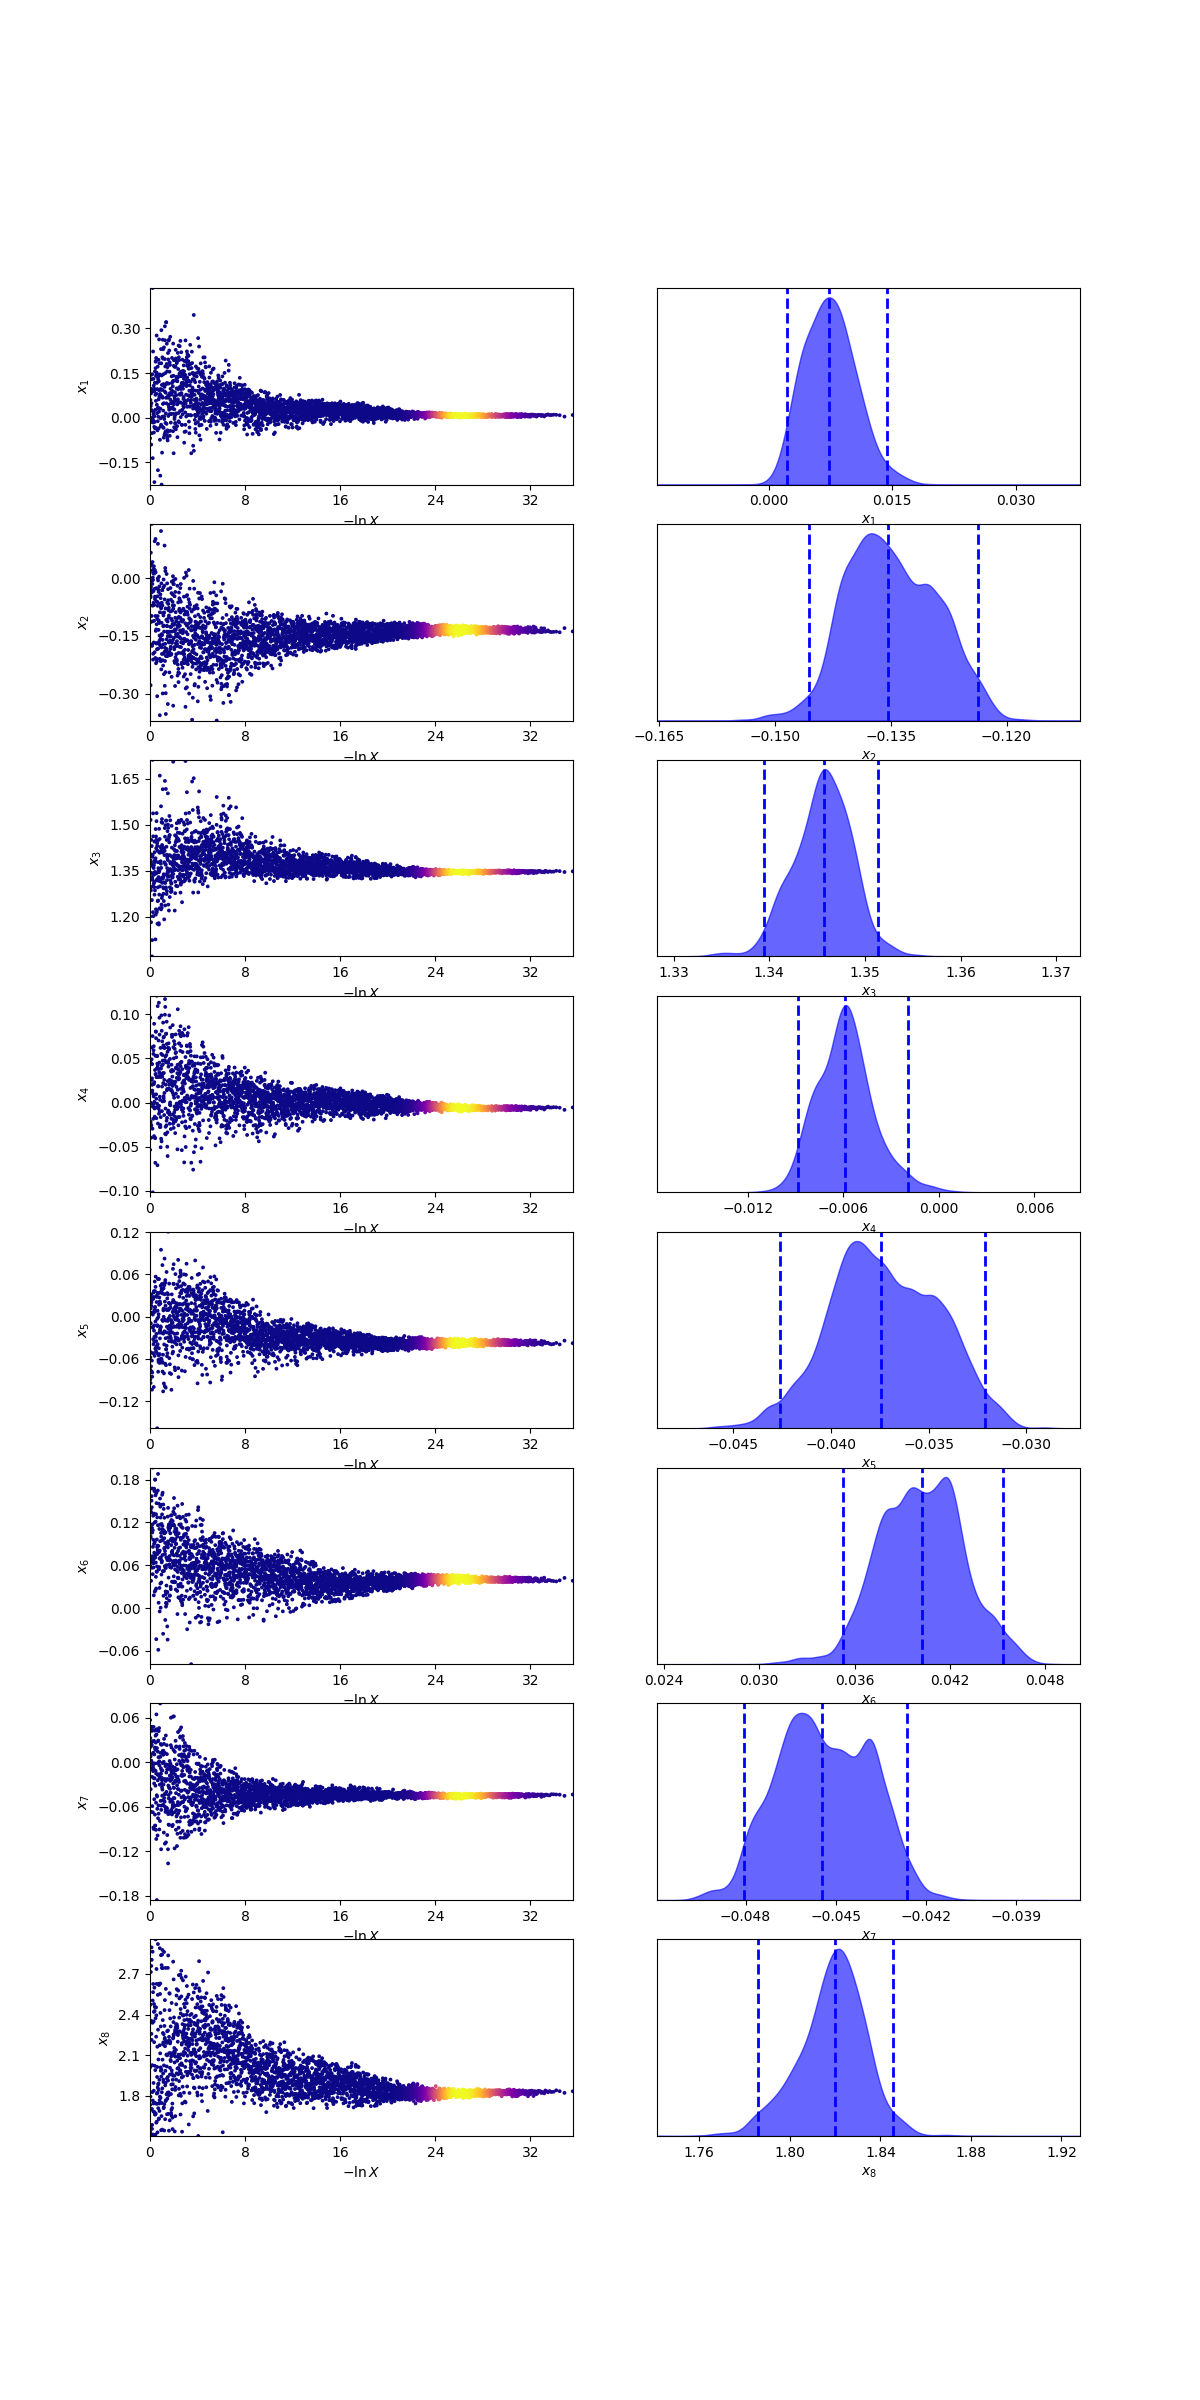 0.30
0.15
0.00
−0.15
x₁
0 8 16 24 32
−ln X
0.000 0.015 0.030
x₁
0.00
−0.15
−0.30
x₂
0 8 16 24 32
−ln X
−0.165 −0.150 −0.135 −0.120
x₂
1.65
1.50
1.35
1.20
x₃
0 8 16 24 32
−ln X
1.33 1.34 1.35 1.36 1.37
x₃
0.10
0.05
0.00
−0.05
−0.10
x₄
0 8 16 24 32
−ln X
−0.012 −0.006 0.000 0.006
x₄
0.12
0.06
0.00
−0.06
−0.12
x₅
0 8 16 24 32
−ln X
−0.045 −0.040 −0.035 −0.030
x₅
0.18
0.12
0.06
0.00
−0.06
x₆
0 8 16 24 32
−ln X
0.024 0.030 0.036 0.042 0.048
x₆
0.06
0.00
−0.06
−0.12
−0.18
x₇
0 8 16 24 32
−ln X
−0.048 −0.045 −0.042 −0.039
x₇
2.7
2.4
2.1
1.8
x₈
0 8 16 24 32
−ln X
1.76 1.80 1.84 1.88 1.92
x₈